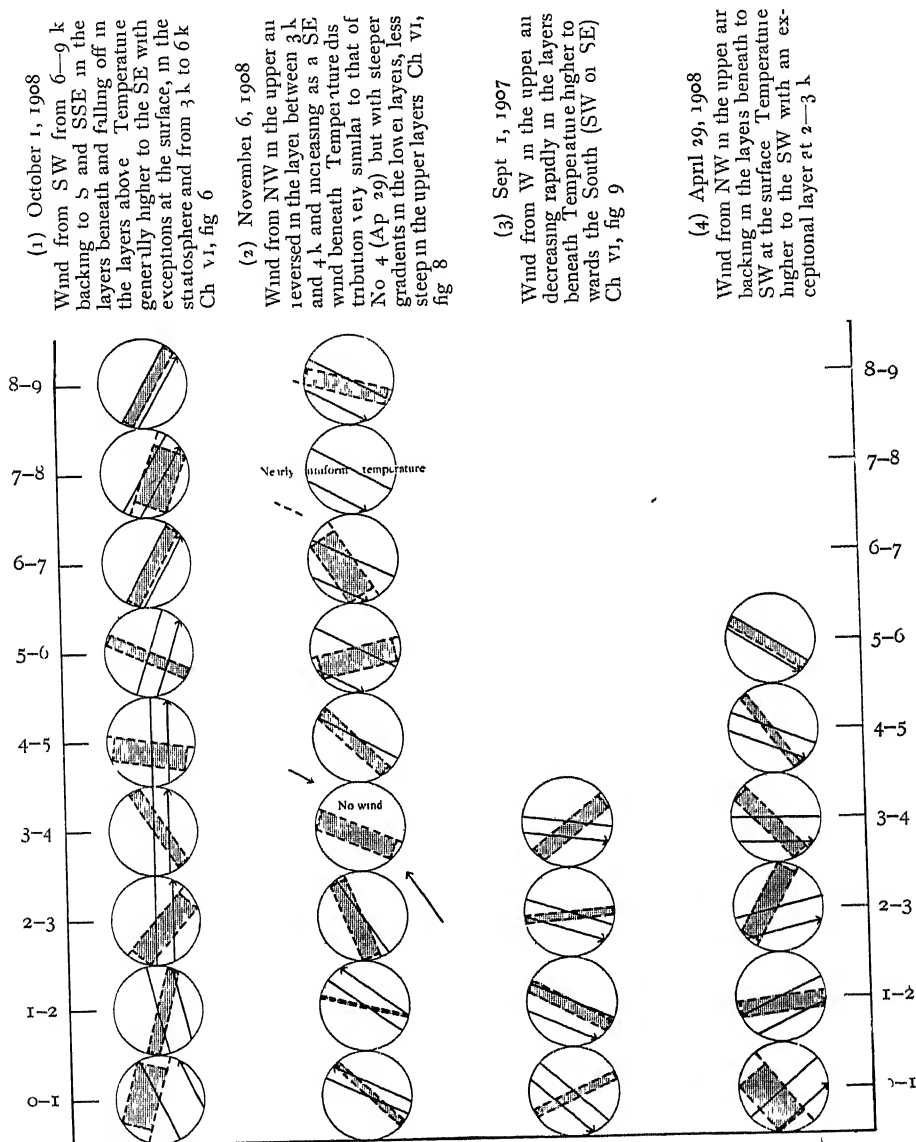 (1) October 1, 1908
Wind from SW from 6—9 k
backing to S and SSE in the
layers beneath and falling off in
the layers above Temperature
generally higher to the SE with
exceptions at the surface, in the
stratosphere and from 3 k to 6 k
Ch VI, fig 6
(2) November 6, 1908
Wind from NW in the upper air
reversed in the layer between 3 k
and 4 k and increasing as a SE
wind beneath Temperature dis
tribution very similar to that of
No 4 (Ap 29) but with steeper
gradients in the lower layers, less
steep in the upper layers Ch VI,
fig 8
(3) Sept 1, 1907
Wind from W in the upper air
decreasing rapidly in the layers
beneath Temperature higher to
wards the South (SW or SE)
Ch VI, fig 9
(4) April 29, 1908
Wind from NW in the upper air
backing in the layers beneath to
SW at the surface Temperature
higher to the SW with an ex-
ceptional layer at 2—3 k
8-9
7-8
6-7
5-6
4-5
3-4
2-3
1-2
0-1
Nearly uniform temperature
No wind
8-9
7-8
6-7
5-6
4-5
3-4
2-3
1-2
0-1